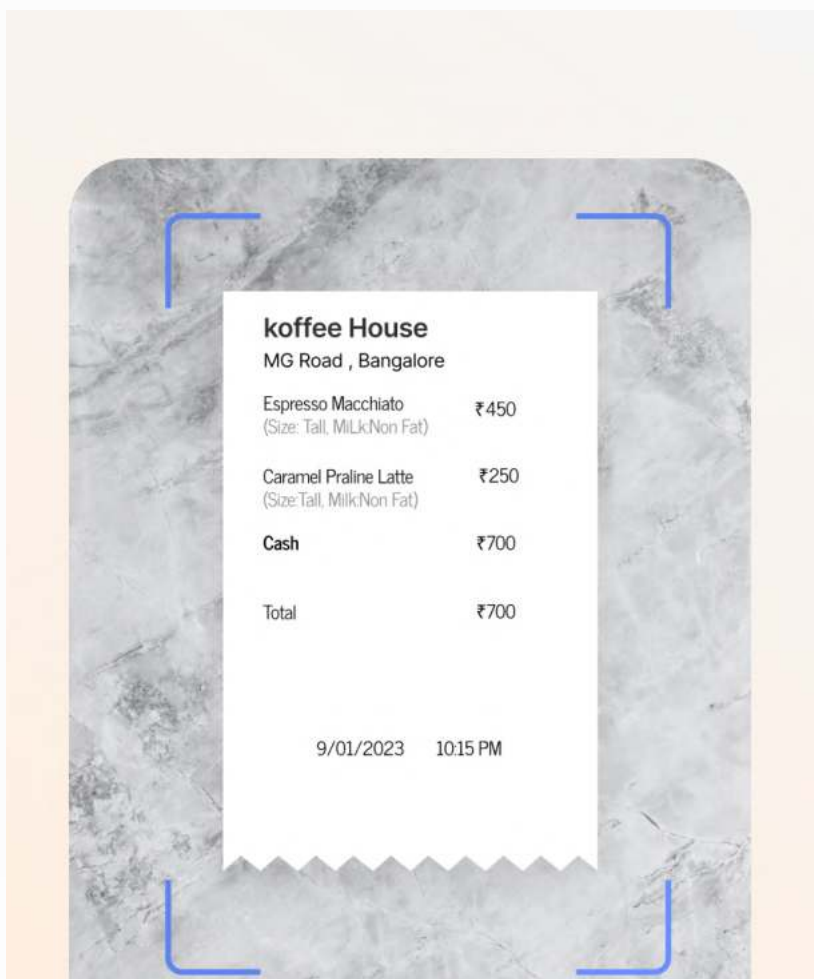 koffee House
MG Road , Bangalore
Espresso Macchiato ₹450
(Size: Tall, MiLk:Non Fat)
Caramel Praline Latte ₹250
(Size:Tall, Milk:Non Fat)
Cash ₹700
Total ₹700
9/01/2023 10:15 PM